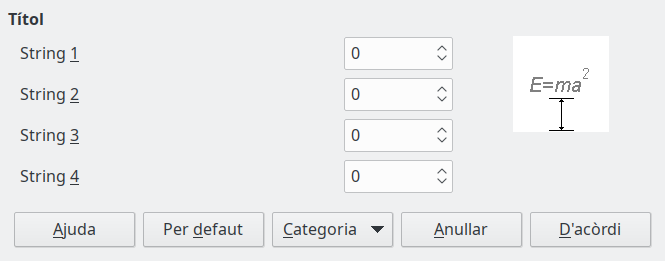 Títol
String 1 0
String 2 0
String 3 0
String 4 0
E=ma²
Ajuda Per defaut Categoria Anullar D'acòrdi